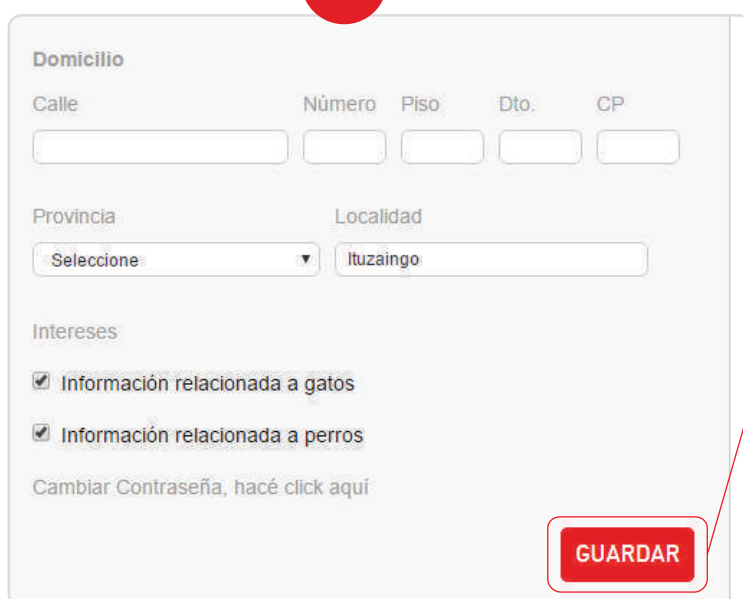 Domicilio
Calle Número Piso Dto. CP
Provincia Localidad
Seleccione Ituzaingo
Intereses
Información relacionada a gatos
Información relacionada a perros
Cambiar Contraseña, hacé click aquí
GUARDAR